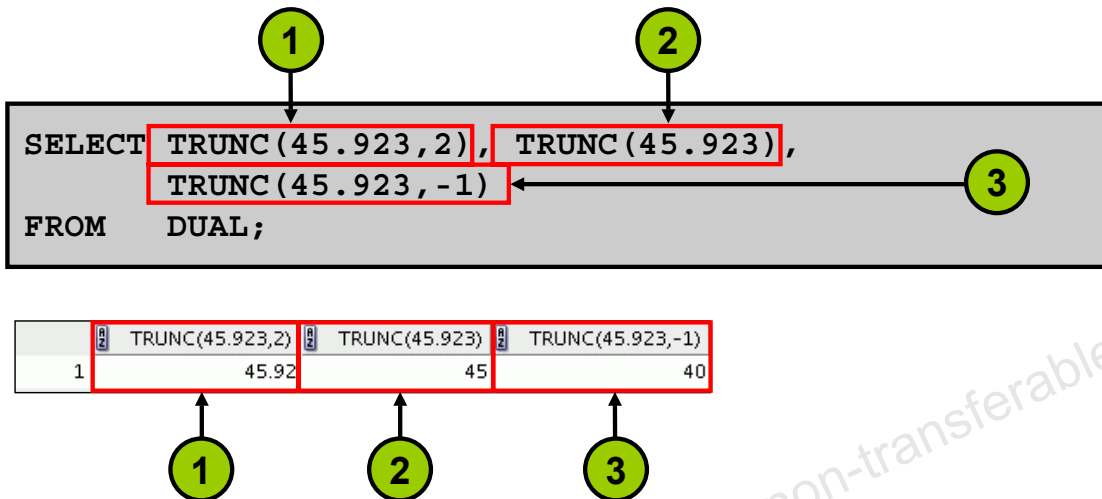 1 2
SELECT TRUNC(45.923,2), TRUNC(45.923),
TRUNC(45.923,-1) 3
FROM DUAL;
TRUNC(45.923,2) TRUNC(45.923) TRUNC(45.923,-1)
1 45.92 45 40
1 2 3
non-transferable